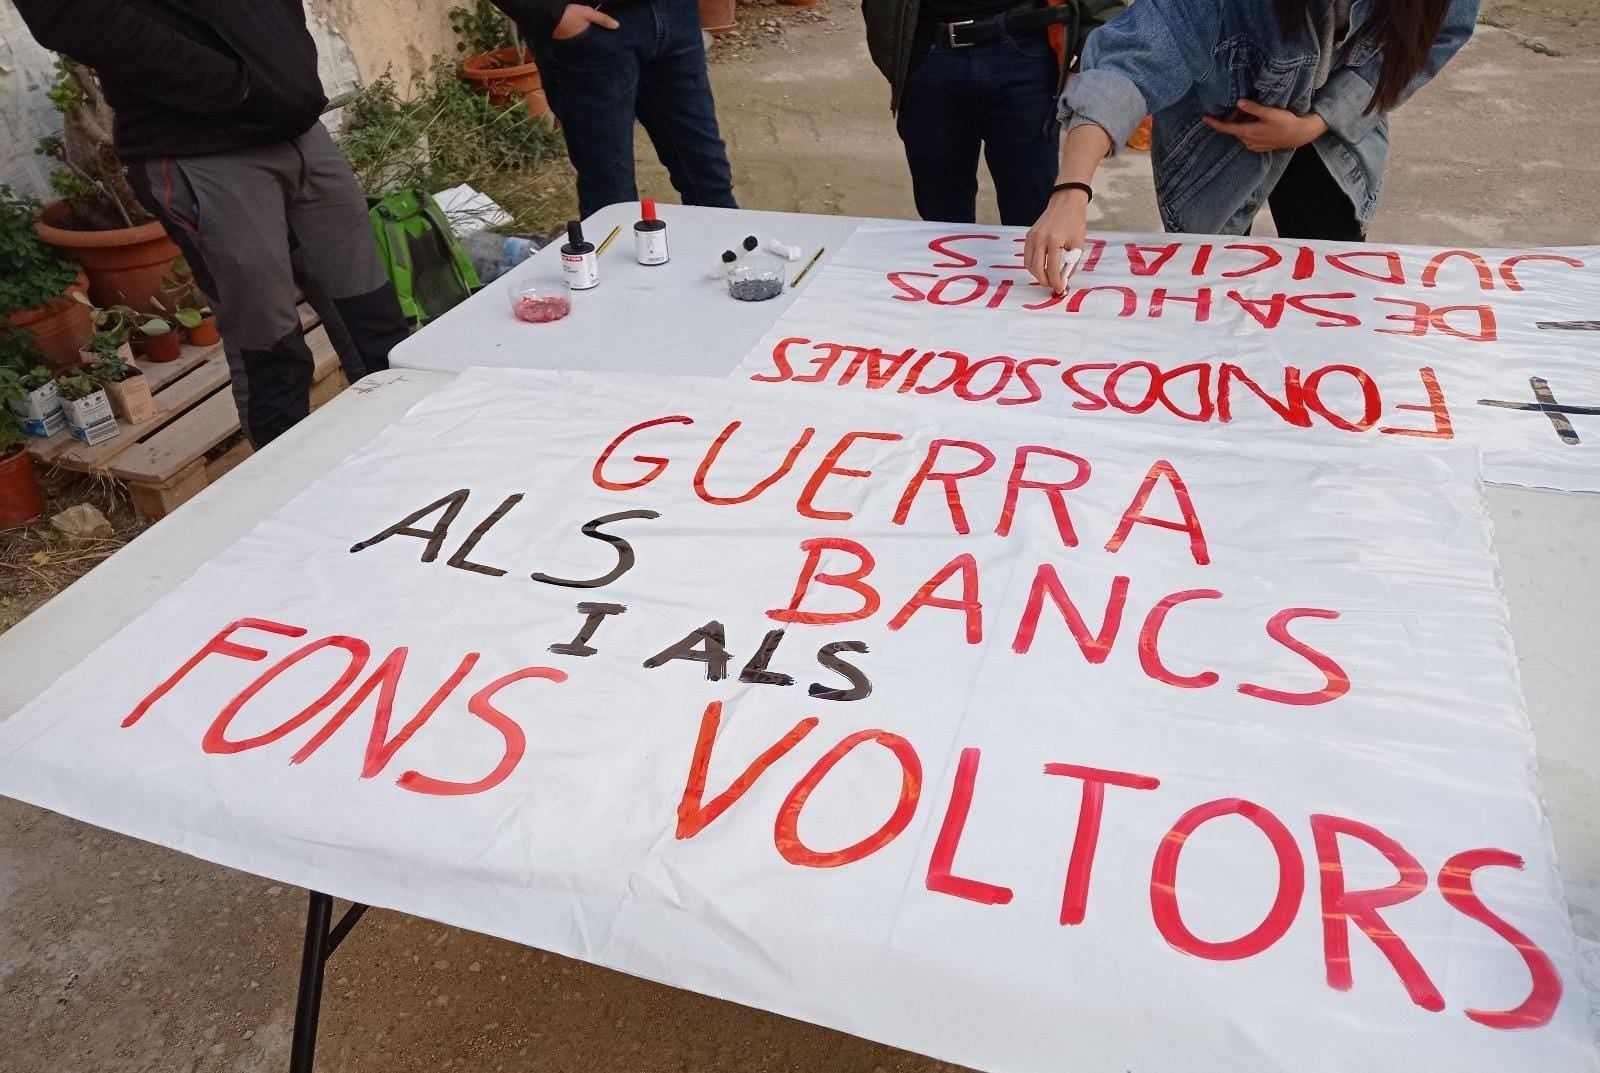 GUERRA
ALS BANCS
I ALS
FONS VOLTORS
+ FONDOS SOCIALES
- DESAHUCIOS
JUDICIALES